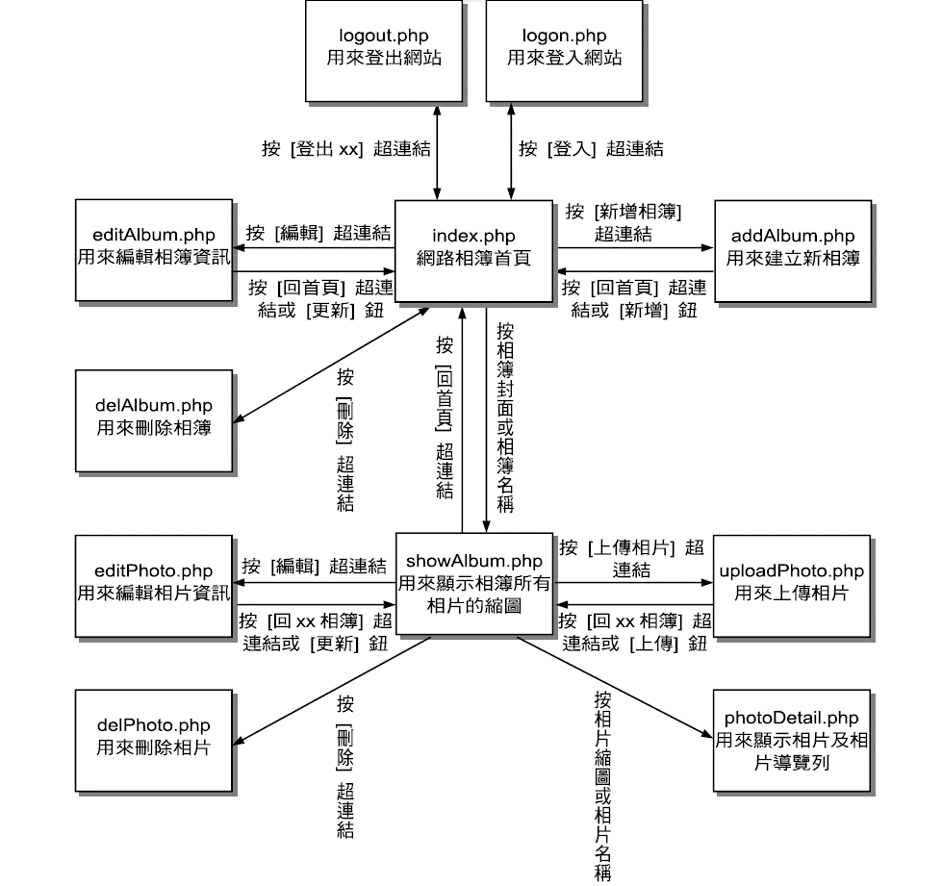 logout.php
用來登出網站
logon.php
用來登入網站
按 [登出 xx] 超連結
按 [登入] 超連結
editAlbum.php
用來編輯相簿資訊
按 [編輯] 超連結
按 [回首頁] 超連
結或 [更新] 鈕
index.php
網路相簿首頁
按 [新增相簿]
超連結
按 [回首頁] 超連
結或 [新增] 鈕
addAlbum.php
用來建立新相簿
delAlbum.php
用來刪除相簿
按 [刪除] 超連結
按 [回首頁] 超連結
按相簿封面或相簿名稱
editPhoto.php
用來編輯相片資訊
按 [編輯] 超連結
按 [回 xx 相簿] 超
連結或 [更新] 鈕
showAlbum.php
用來顯示相簿所有
相片的縮圖
按 [上傳相片] 超
連結
按 [回 xx 相簿] 超
連結或 [上傳] 鈕
uploadPhoto.php
用來上傳相片
delPhoto.php
用來刪除相片
按 [刪除] 超連結
按相片縮圖或相片名稱
photoDetail.php
用來顯示相片及相
片導覽列